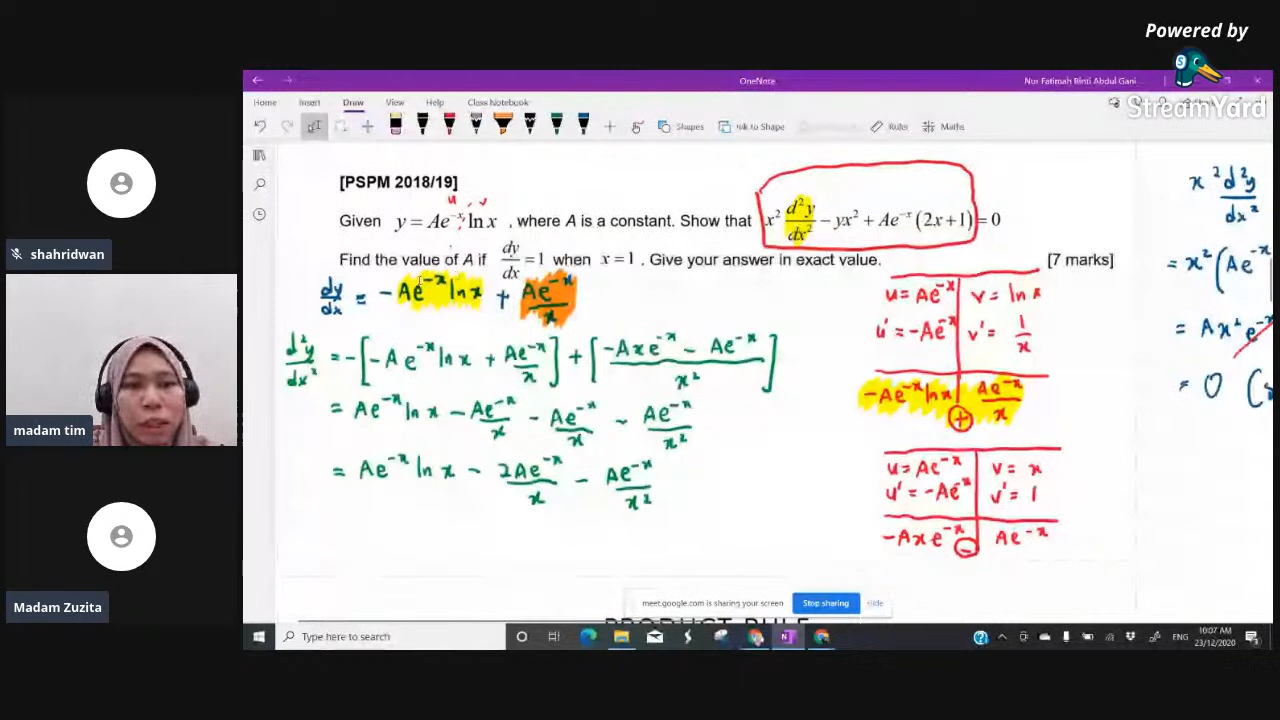 Powered by
StreamYard
OneNote
Nur Fatimah Binti Abdul Gani
Home Insert Draw View Help Class Notebook
Shapes Ink to Shape Ruler Maths
[PSPM 2018/19]
u, v
Given y = Ae⁻ˣ ln x , where A is a constant. Show that x² d²y/dx² − yx² + Ae⁻ˣ (2x+1) = 0
Find the value of A if dy/dx = 1 when x = 1 . Give your answer in exact value. [7 marks]
dy/dx = - Ae⁻ˣ ln x + Ae⁻ˣ/x
d²y/dx² = -[-Ae⁻ˣ ln x + Ae⁻ˣ/x] + [(-Axe⁻ˣ - Ae⁻ˣ)/x²]
= Ae⁻ˣ ln x - Ae⁻ˣ/x - Ae⁻ˣ/x - Ae⁻ˣ/x²
= Ae⁻ˣ ln x - 2Ae⁻ˣ/x - Ae⁻ˣ/x²
u = Ae⁻ˣ v = ln x
u' = -Ae⁻ˣ v' = 1/x
-Ae⁻ˣ ln x + Ae⁻ˣ/x
u = Ae⁻ˣ v = x
u' = -Ae⁻ˣ v' = 1
-Axe⁻ˣ - Ae⁻ˣ
x² d²y/dx²
= x² (Ae⁻ˣ
= Ax² e⁻ˣ
= 0
shahridwan
madam tim
Madam Zuzita
meet.google.com is sharing your screen Stop sharing Hide
PRODUCT RULE
Type here to search
ENG
10:07 AM
23/12/2020